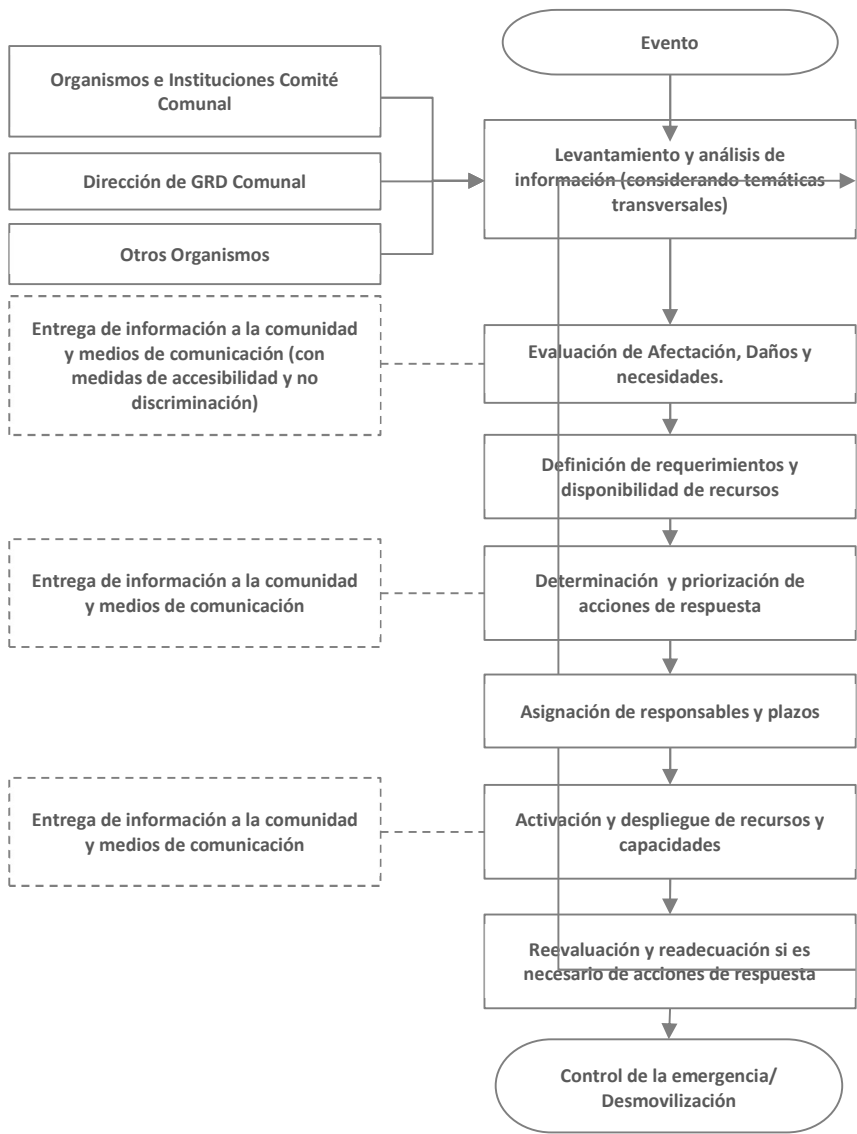 Evento
Organismos e Instituciones Comité
Comunal
Levantamiento y análisis de
información (considerando temáticas
transversales)
Dirección de GRD Comunal
Otros Organismos
Entrega de información a la comunidad
y medios de comunicación (con
medidas de accesibilidad y no
discriminación)
Evaluación de Afectación, Daños y
necesidades.
Definición de requerimientos y
disponibilidad de recursos
Entrega de información a la comunidad
y medios de comunicación
Determinación y priorización de
acciones de respuesta
Asignación de responsables y plazos
Entrega de información a la comunidad
y medios de comunicación
Activación y despliegue de recursos y
capacidades
Reevaluación y readecuación si es
necesario de acciones de respuesta
Control de la emergencia/
Desmovilización